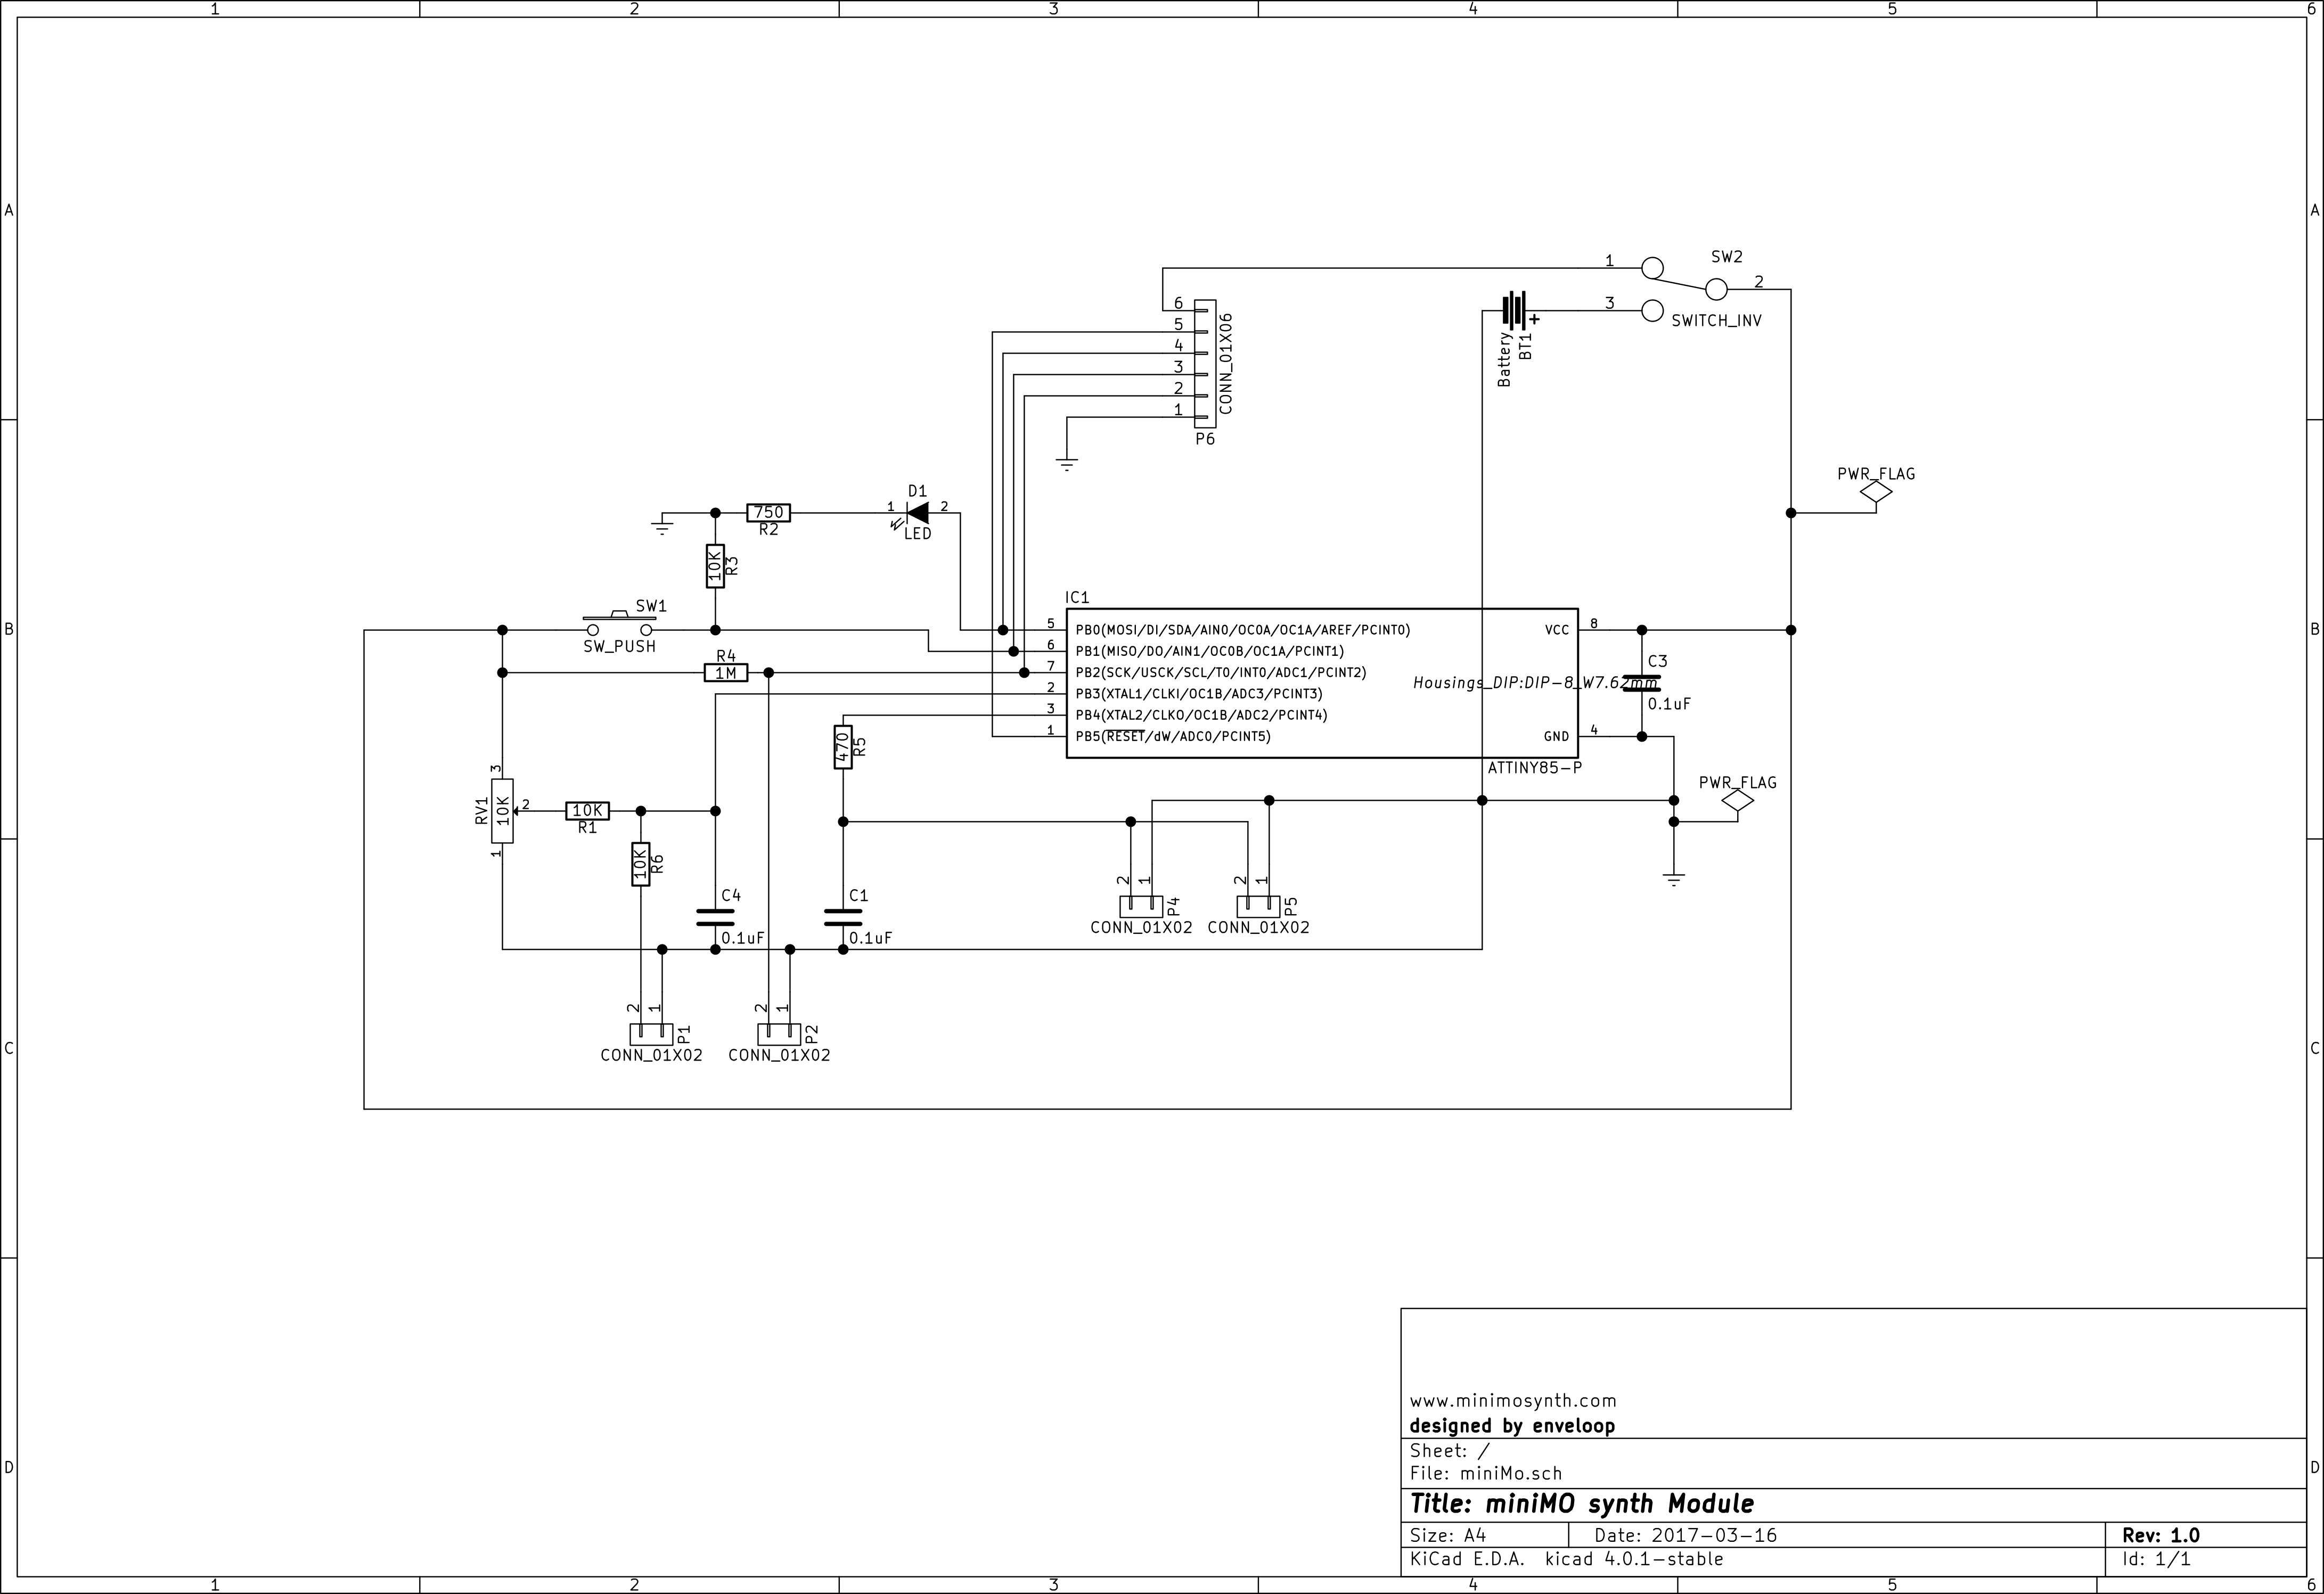 1 2 3 4 5 6
A A
SW2
1
2
3
SWITCH_INV
+
Battery
BT1
6
5
4
3
2
1
CONN_01X06
P6
PWR_FLAG
D1
1 2
LED
750
R2
10K
R3
B B
SW1
SW_PUSH
R4
1M
IC1
5 PB0(MOSI/DI/SDA/AIN0/OC0A/OC1A/AREF/PCINT0)
6 PB1(MISO/DO/AIN1/OC0B/OC1A/PCINT1)
7 PB2(SCK/USCK/SCL/T0/INT0/ADC1/PCINT2)
2 PB3(XTAL1/CLKI/OC1B/ADC3/PCINT3)
3 PB4(XTAL2/CLKO/OC1B/ADC2/PCINT4)
1 PB5(RESET/dW/ADC0/PCINT5)
VCC 8
GND 4
Housings_DIP:DIP-8_W7.62mm
ATTINY85-P
C3
0.1uF
470
R5
PWR_FLAG
3
RV1
10K
2
1
10K
R1
10K
R6
C4
0.1uF
C1
0.1uF
2 1
P4
CONN_01X02
2 1
P5
CONN_01X02
2 1
P1
CONN_01X02
2 1
P2
CONN_01X02
C C
D D
www.minimosynth.com
designed by enveloop
Sheet: /
File: miniMo.sch
Title: miniMO synth Module
Size: A4 Date: 2017-03-16 Rev: 1.0
KiCad E.D.A. kicad 4.0.1-stable Id: 1/1
1 2 3 4 5 6